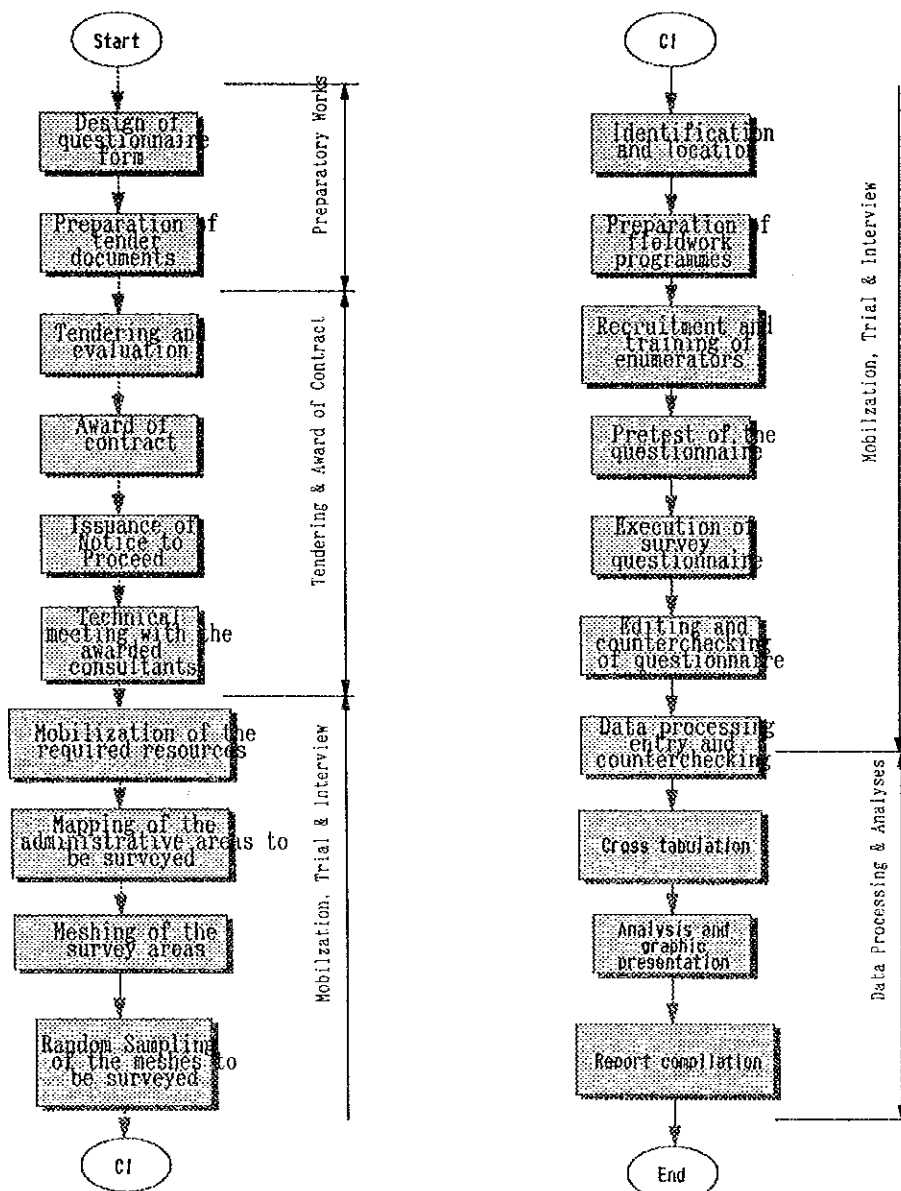 Start
Design of
questionnaire
form
Preparation of
tender
documents
Preparatory Works
Tendering and
evaluation
Award of
contract
Issuance of
Notice to
Proceed
Technical
meeting with the
awarded
consultants
Tendering & Award of Contract
Mobilization of the
required resources
Mapping of the
administrative areas to
be surveyed
Meshing of the
survey areas
Random Sampling
of the meshes to
be surveyed
Mobilzation, Trial & Interview
C1
C1
Identification
and location
Preparation of
fieldwork
programmes
Recruitment and
training of
enumerators
Pretest of the
questionnaire
Execution of
survey
questionnaire
Editing and
counterchecking
of questionnaire
Data processing
entry and
counterchecking
Mobilzation, Trial & Interview
Cross tabulation
Analysis and
graphic
presentation
Report compilation
Data Processing & Analyses
End